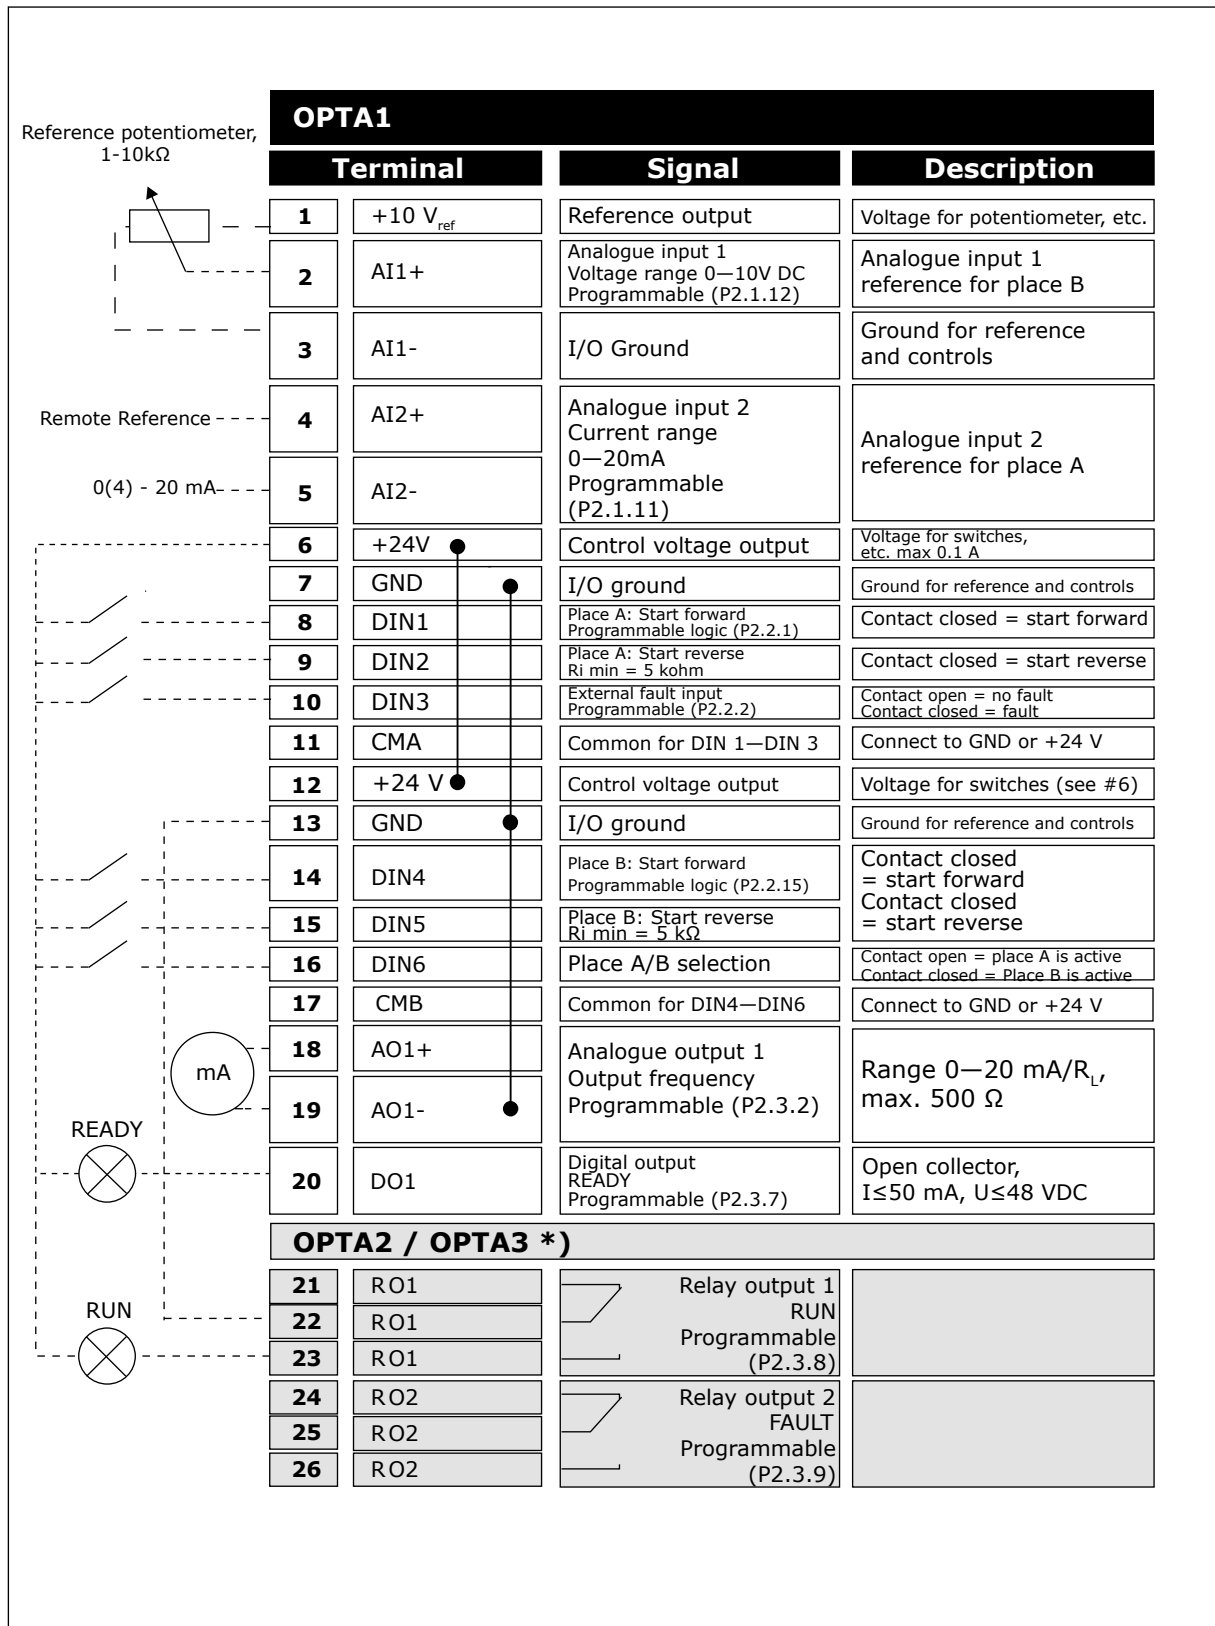 OPTA1
Reference potentiometer,
1-10kΩ
Terminal Signal Description
1 +10 Vref Reference output Voltage for potentiometer, etc.
2 AI1+
Analogue input 1
Voltage range 0—10V DC
Programmable (P2.1.12)
Analogue input 1
reference for place B
3 AI1- I/O Ground
Ground for reference
and controls
Remote Reference
4 AI2+
Analogue input 2
Current range
0—20mA
Programmable
(P2.1.11)
Analogue input 2
reference for place A
0(4) - 20 mA
5 AI2-
6 +24V Control voltage output
Voltage for switches,
etc. max 0.1 A
7 GND I/O ground Ground for reference and controls
8 DIN1
Place A: Start forward
Programmable logic (P2.2.1)
Contact closed = start forward
9 DIN2
Place A: Start reverse
Ri min = 5 kohm
Contact closed = start reverse
10 DIN3
External fault input
Programmable (P2.2.2)
Contact open = no fault
Contact closed = fault
11 CMA Common for DIN 1—DIN 3 Connect to GND or +24 V
12 +24 V Control voltage output Voltage for switches (see #6)
13 GND I/O ground Ground for reference and controls
14 DIN4
Place B: Start forward
Programmable logic (P2.2.15)
Contact closed
= start forward
Contact closed
= start reverse
15 DIN5
Place B: Start reverse
Ri min = 5 kΩ
16 DIN6 Place A/B selection
Contact open = place A is active
Contact closed = Place B is active
17 CMB Common for DIN4—DIN6 Connect to GND or +24 V
mA
18 AO1+
Analogue output 1
Output frequency
Programmable (P2.3.2)
Range 0—20 mA/RL,
max. 500 Ω
19 AO1-
READY
20 DO1
Digital output
READY
Programmable (P2.3.7)
Open collector,
I≤50 mA, U≤48 VDC
OPTA2 / OPTA3 *)
21 RO1
Relay output 1
RUN
Programmable
(P2.3.8)
RUN
22 RO1
23 RO1
24 RO2
Relay output 2
FAULT
Programmable
(P2.3.9)
25 RO2
26 RO2